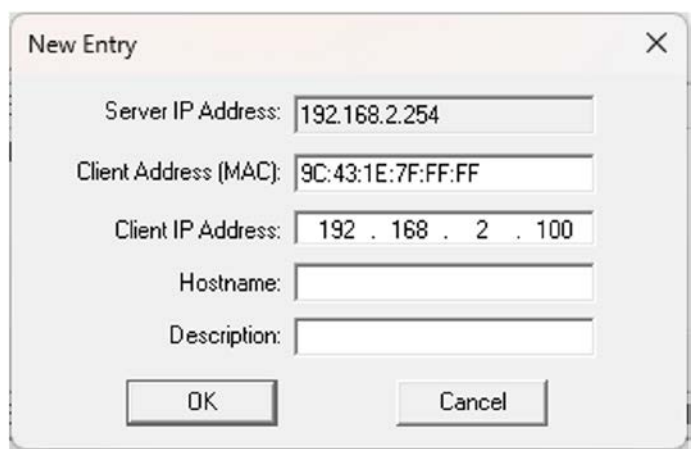 New Entry
Server IP Address: 192.168.2.254
Client Address (MAC): 9C:43:1E:7F:FF:FF
Client IP Address: 192 . 168 . 2 . 100
Hostname:
Description:
OK Cancel